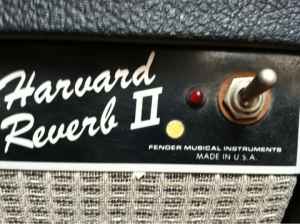 Harvard
Reverb II
FENDER MUSICAL INSTRUMENTS
MADE IN U.S.A.